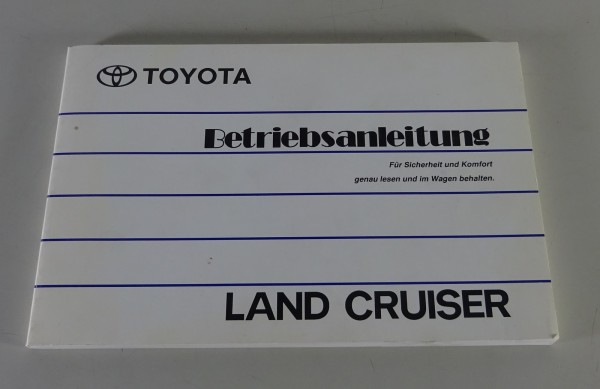 TOYOTA
Betriebsanleitung
Für Sicherheit und Komfort
genau lesen und im Wagen behalten.
LAND CRUISER